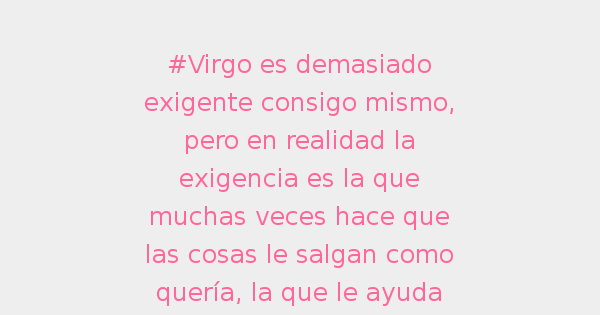 #Virgo es demasiado
exigente consigo mismo,
pero en realidad la
exigencia es la que
muchas veces hace que
las cosas le salgan como
quería, la que le ayuda